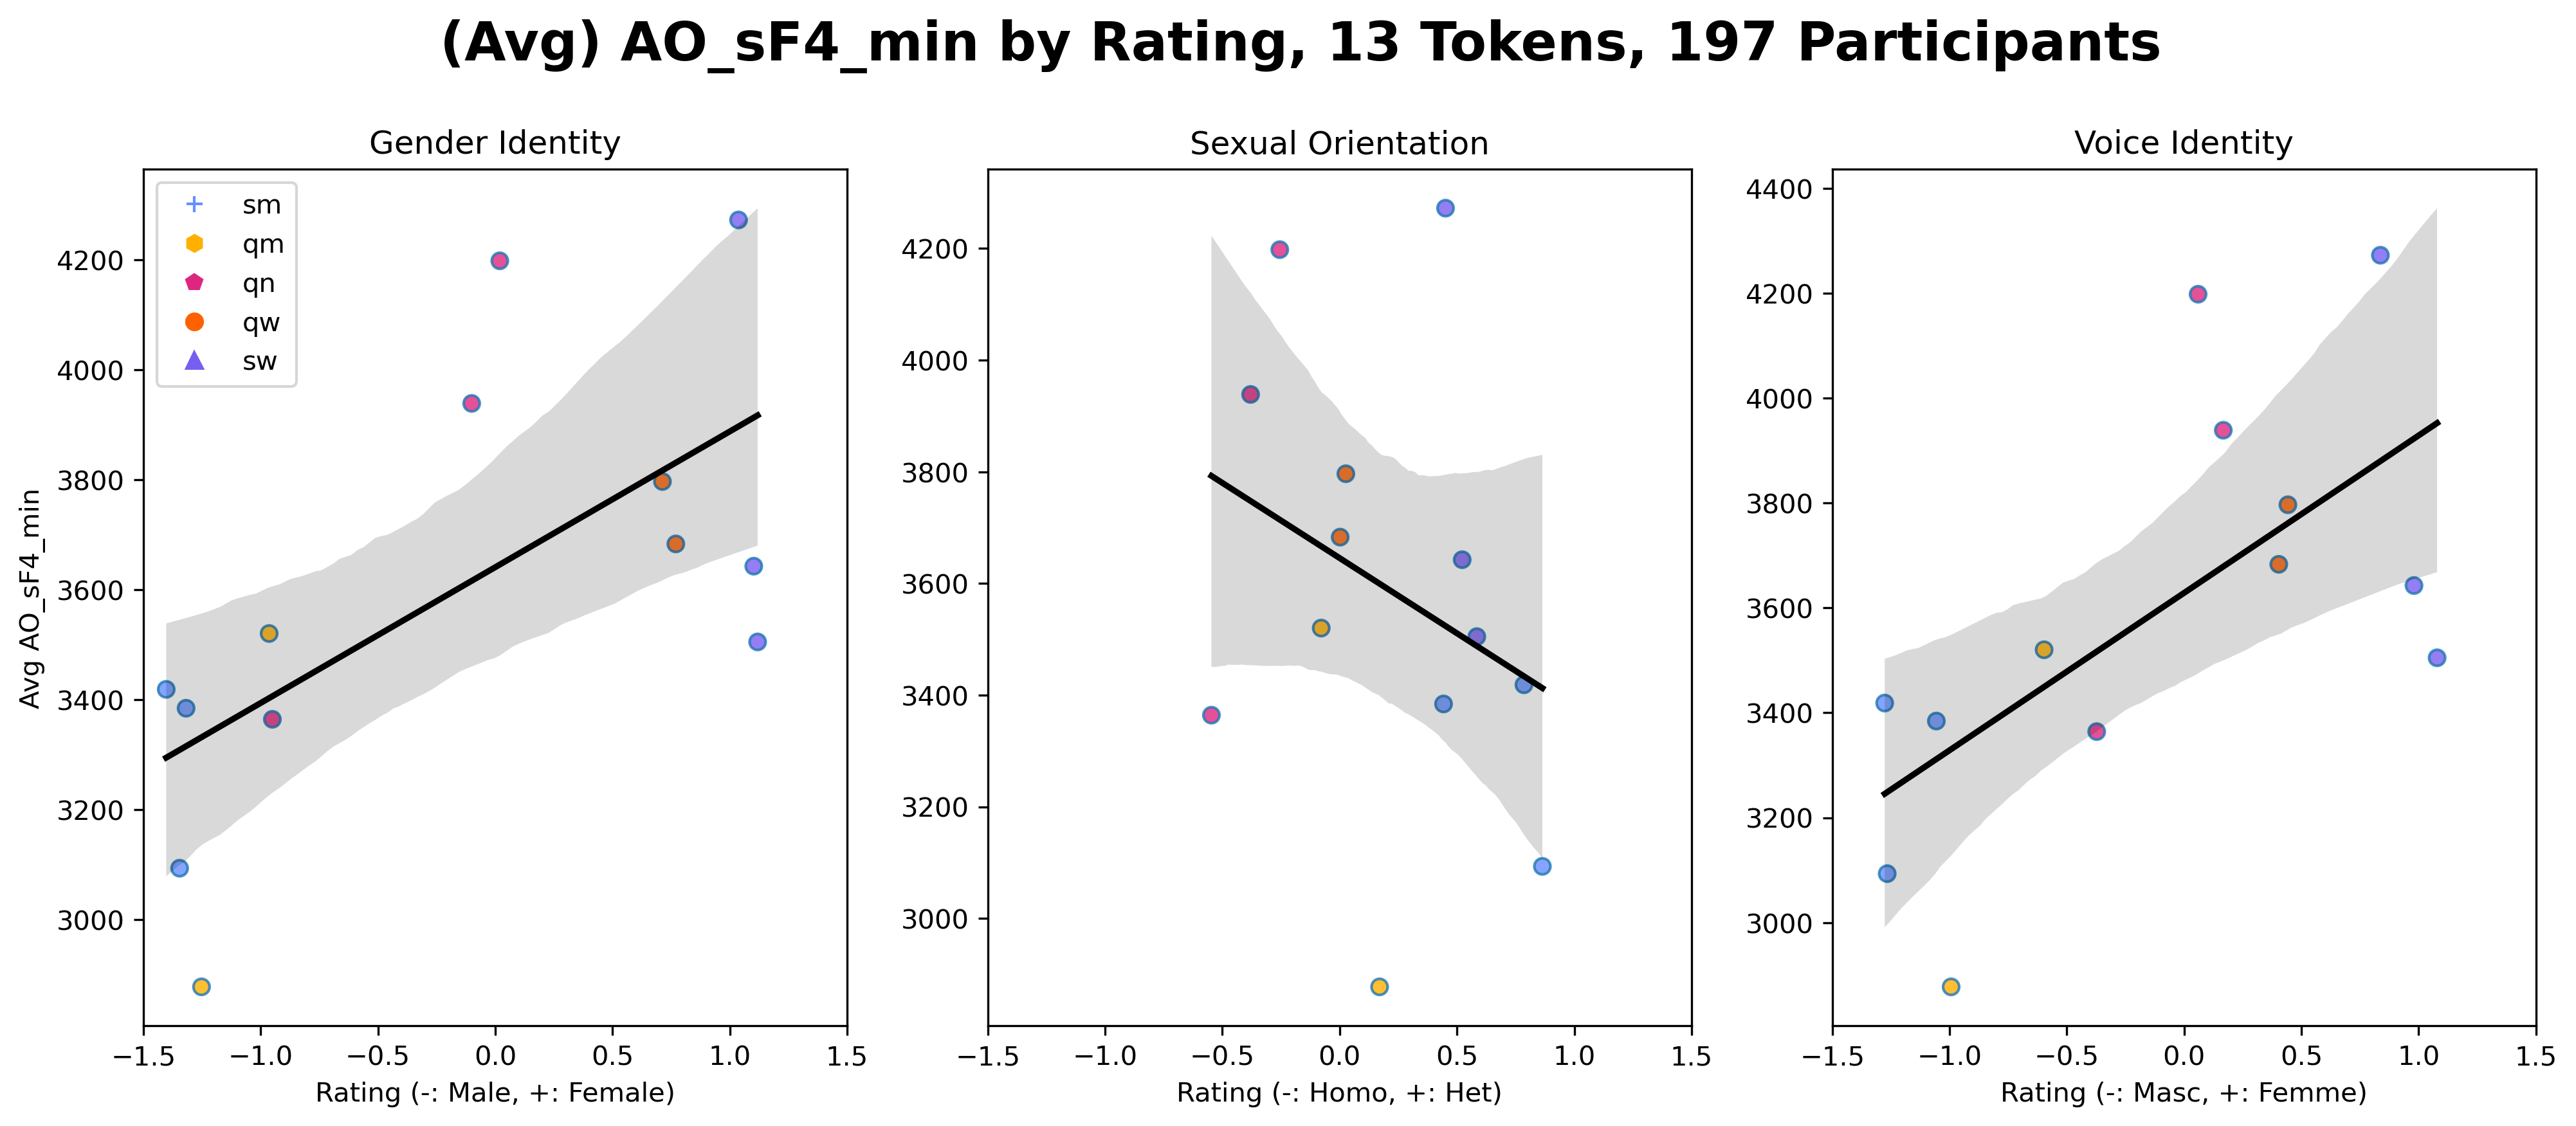 (Avg) AO_sF4_min by Rating, 13 Tokens, 197 Participants
Gender Identity
sm
qm
qn
qw
sw
Avg AO_sF4_min
4200
4000
3800
3600
3400
3200
3000
−1.5 −1.0 −0.5 0.0 0.5 1.0 1.5
Rating (-: Male, +: Female)
Sexual Orientation
4200
4000
3800
3600
3400
3200
3000
−1.5 −1.0 −0.5 0.0 0.5 1.0 1.5
Rating (-: Homo, +: Het)
Voice Identity
4400
4200
4000
3800
3600
3400
3200
3000
−1.5 −1.0 −0.5 0.0 0.5 1.0 1.5
Rating (-: Masc, +: Femme)